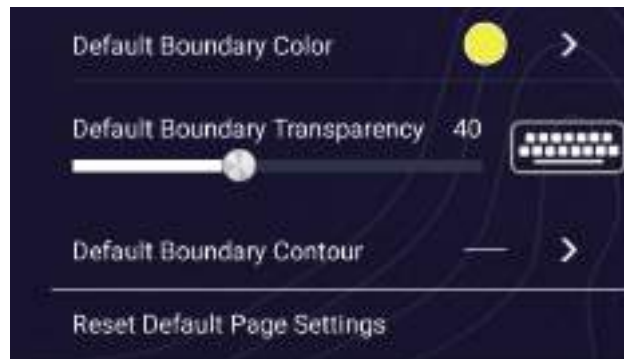 Default Boundary Color
Default Boundary Transparency 40
Default Boundary Contour
Reset Default Page Settings